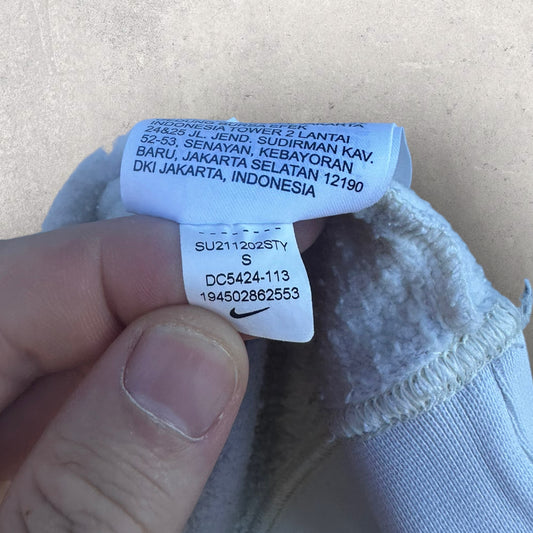 INDONESIA TOWER 2 LANTAI
24&25 JL. JEND. SUDIRMAN KAV.
52-53, SENAYAN, KEBAYORAN
BARU, JAKARTA SELATAN 12190
DKI JAKARTA, INDONESIA
SU211202STY
S
DC5424-113
194502862553